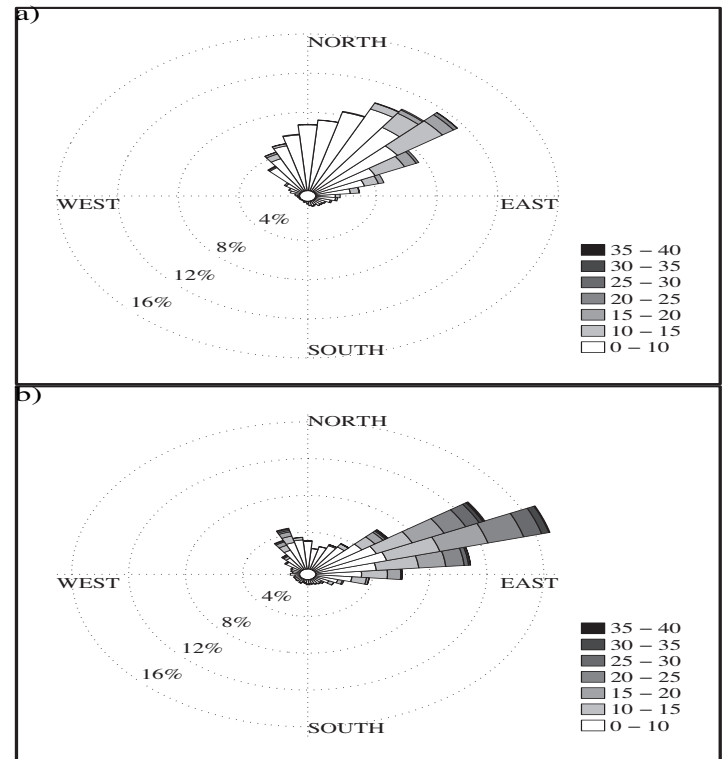 a)
NORTH
WEST
EAST
4%
8%
12%
16%
SOUTH
35 – 40
30 – 35
25 – 30
20 – 25
15 – 20
10 – 15
0 – 10
b)
NORTH
WEST
EAST
4%
8%
12%
16%
SOUTH
35 – 40
30 – 35
25 – 30
20 – 25
15 – 20
10 – 15
0 – 10